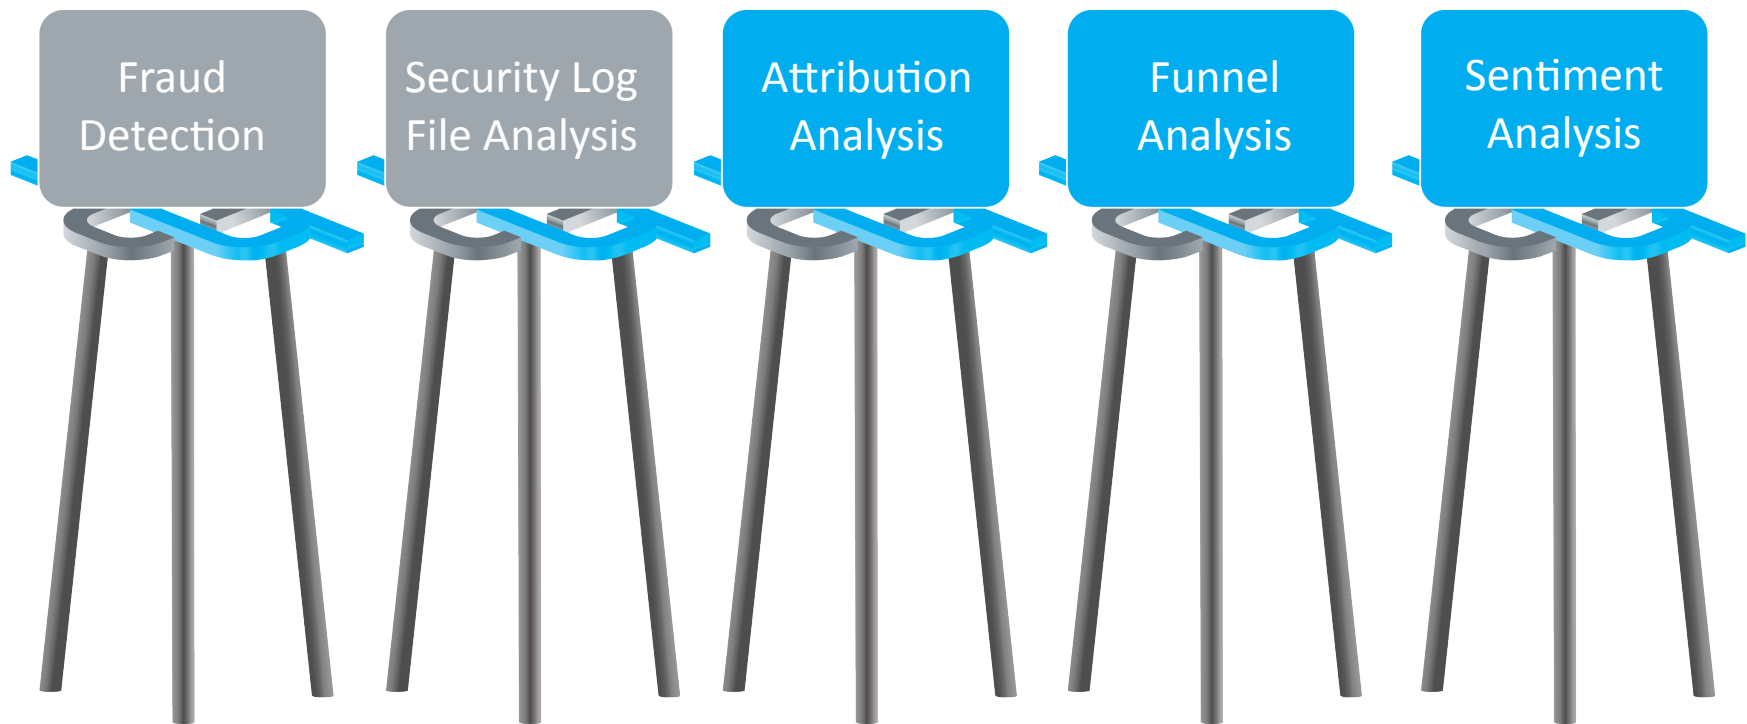 Fraud
Detection
Security Log
File Analysis
Attribution
Analysis
Funnel
Analysis
Sentiment
Analysis